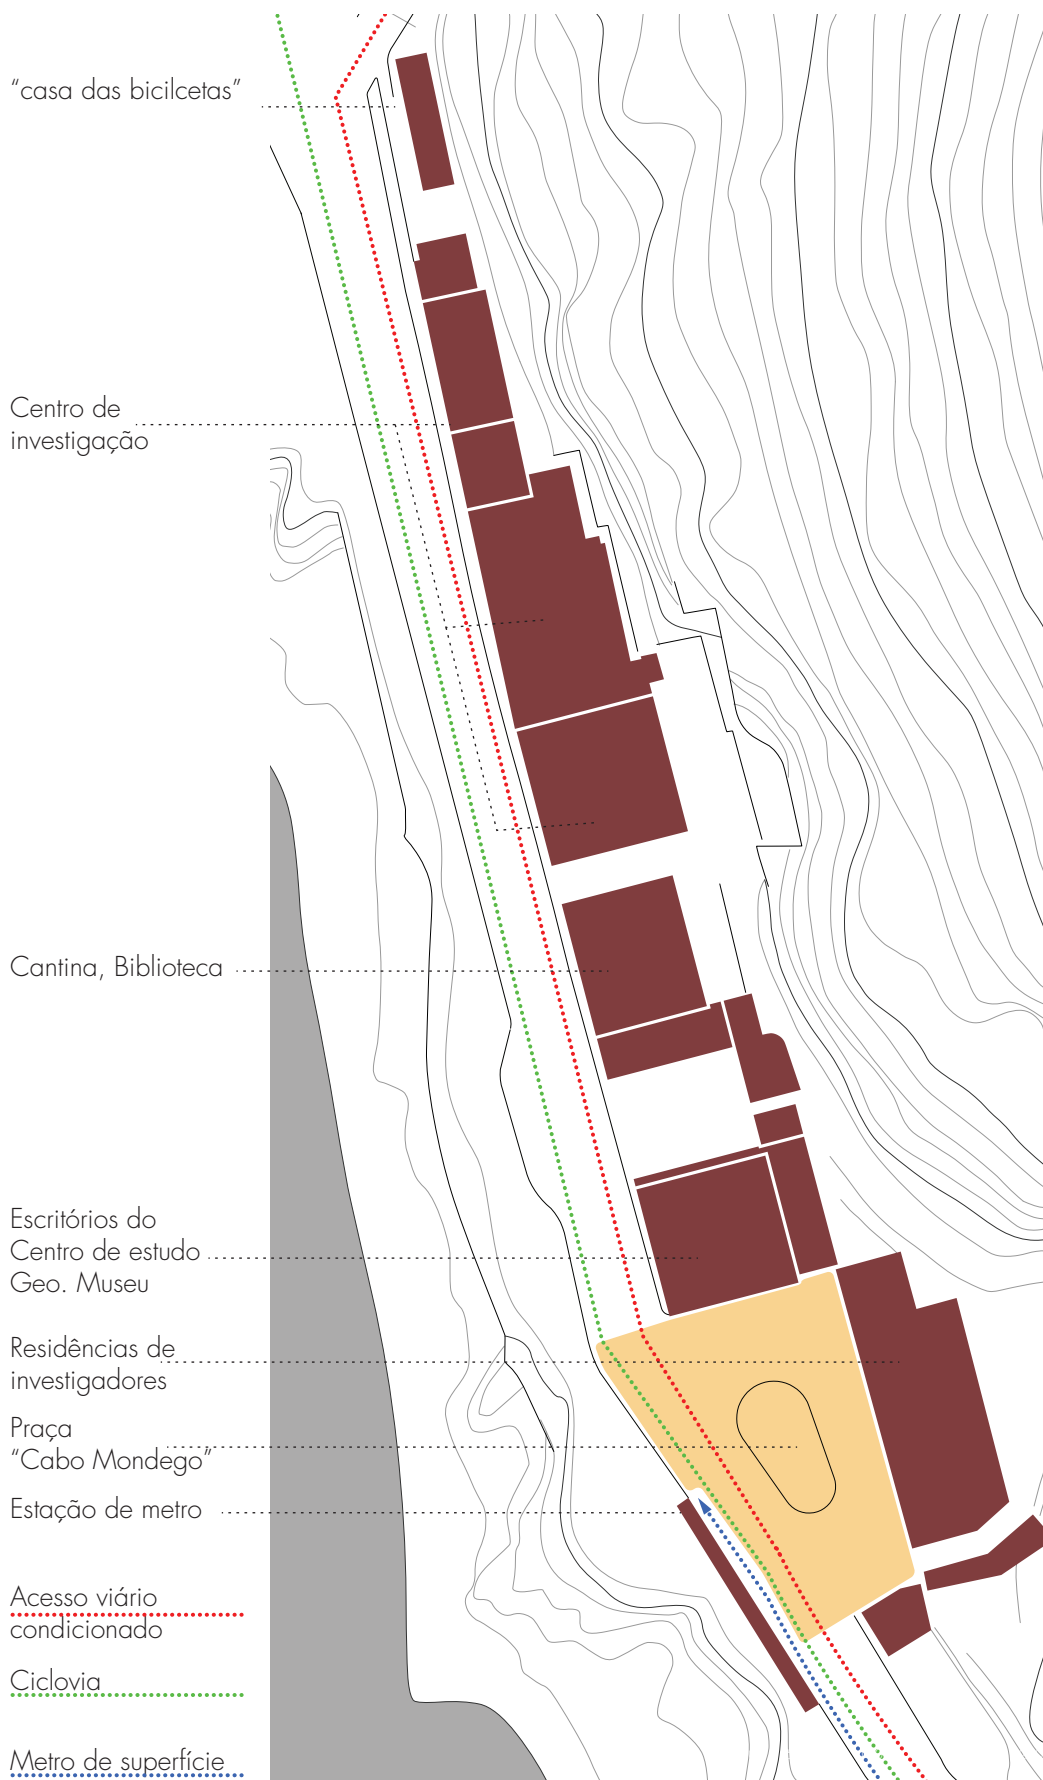 “casa das bicilcetas”
Centro de
investigação
Cantina, Biblioteca
Escritórios do
Centro de estudo
Geo. Museu
Residências de
investigadores
Praça
“Cabo Mondego”
Estação de metro
Acesso viário
condicionado
Ciclovia
Metro de superfície